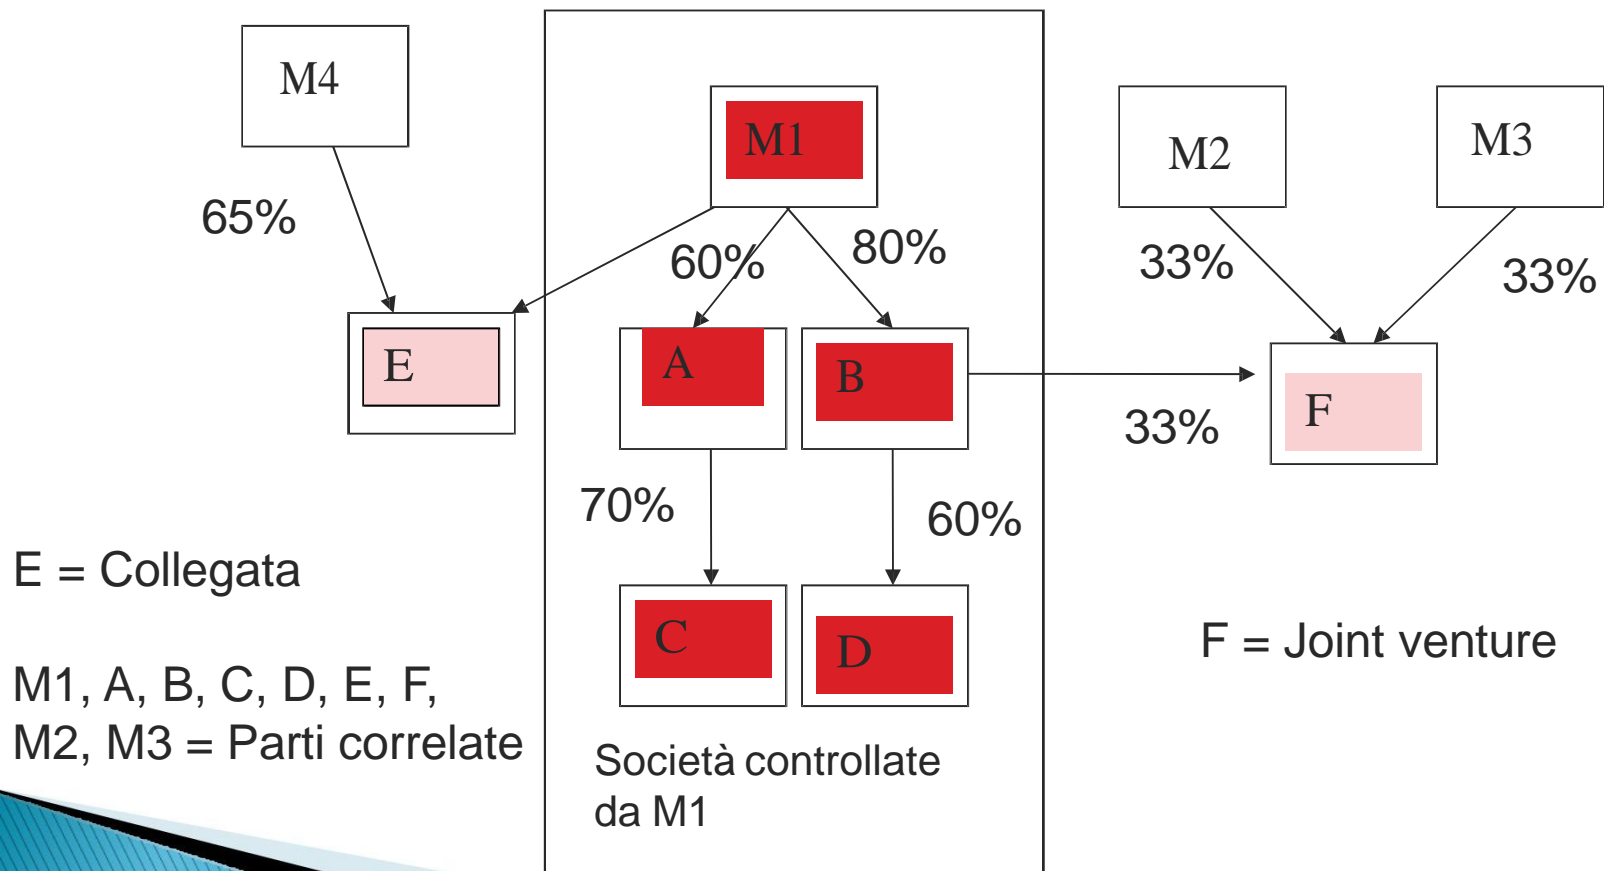 M4
M1
M2
M3
65%
60%
80%
33%
33%
E
A
B
F
33%
70%
60%
E = Collegata
C
D
F = Joint venture
M1, A, B, C, D, E, F,
M2, M3 = Parti correlate
Società controllate
da M1